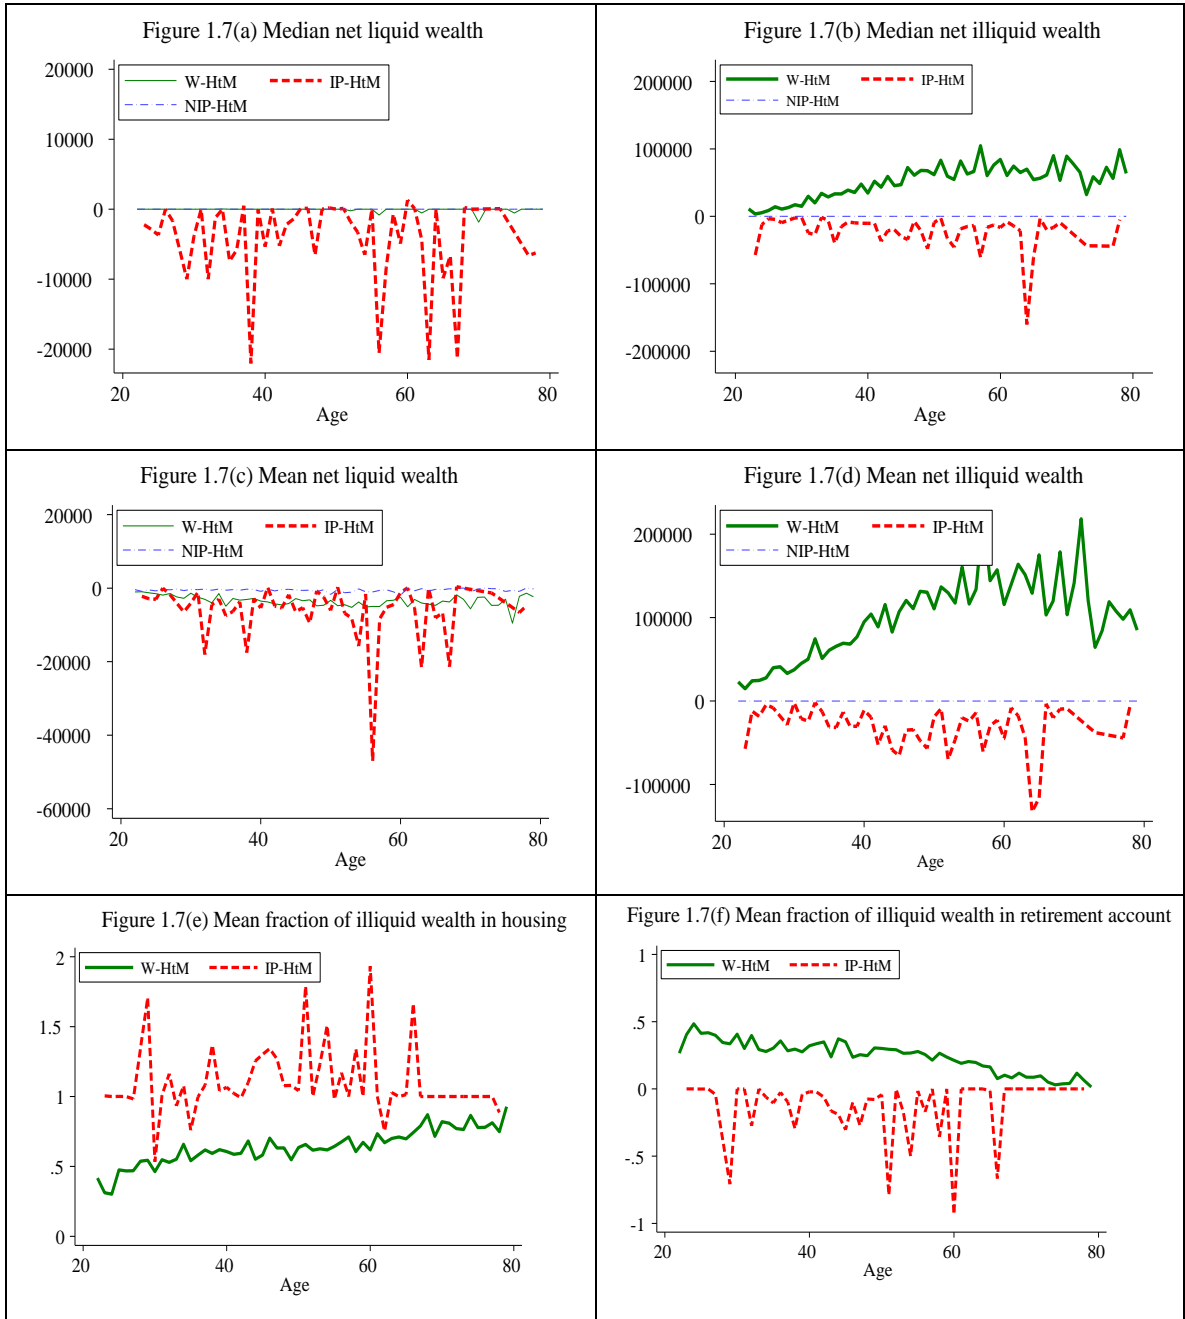 Figure 1.7(a) Median net liquid wealth
20000
10000
0
-10000
-20000
W-HtM
IP-HtM
NIP-HtM
20
40
60
80
Age
Figure 1.7(b) Median net illiquid wealth
200000
100000
0
-100000
-200000
W-HtM
IP-HtM
NIP-HtM
20
40
60
80
Age
Figure 1.7(c) Mean net liquid wealth
20000
0
-20000
-40000
-60000
W-HtM
IP-HtM
NIP-HtM
20
40
60
80
Age
Figure 1.7(d) Mean net illiquid wealth
200000
100000
0
-100000
W-HtM
IP-HtM
NIP-HtM
20
40
60
80
Age
Figure 1.7(e) Mean fraction of illiquid wealth in housing
2
1.5
1
.5
0
W-HtM
IP-HtM
20
40
60
80
Age
Figure 1.7(f) Mean fraction of illiquid wealth in retirement account
1
.5
0
-.5
-1
W-HtM
IP-HtM
20
40
60
80
Age